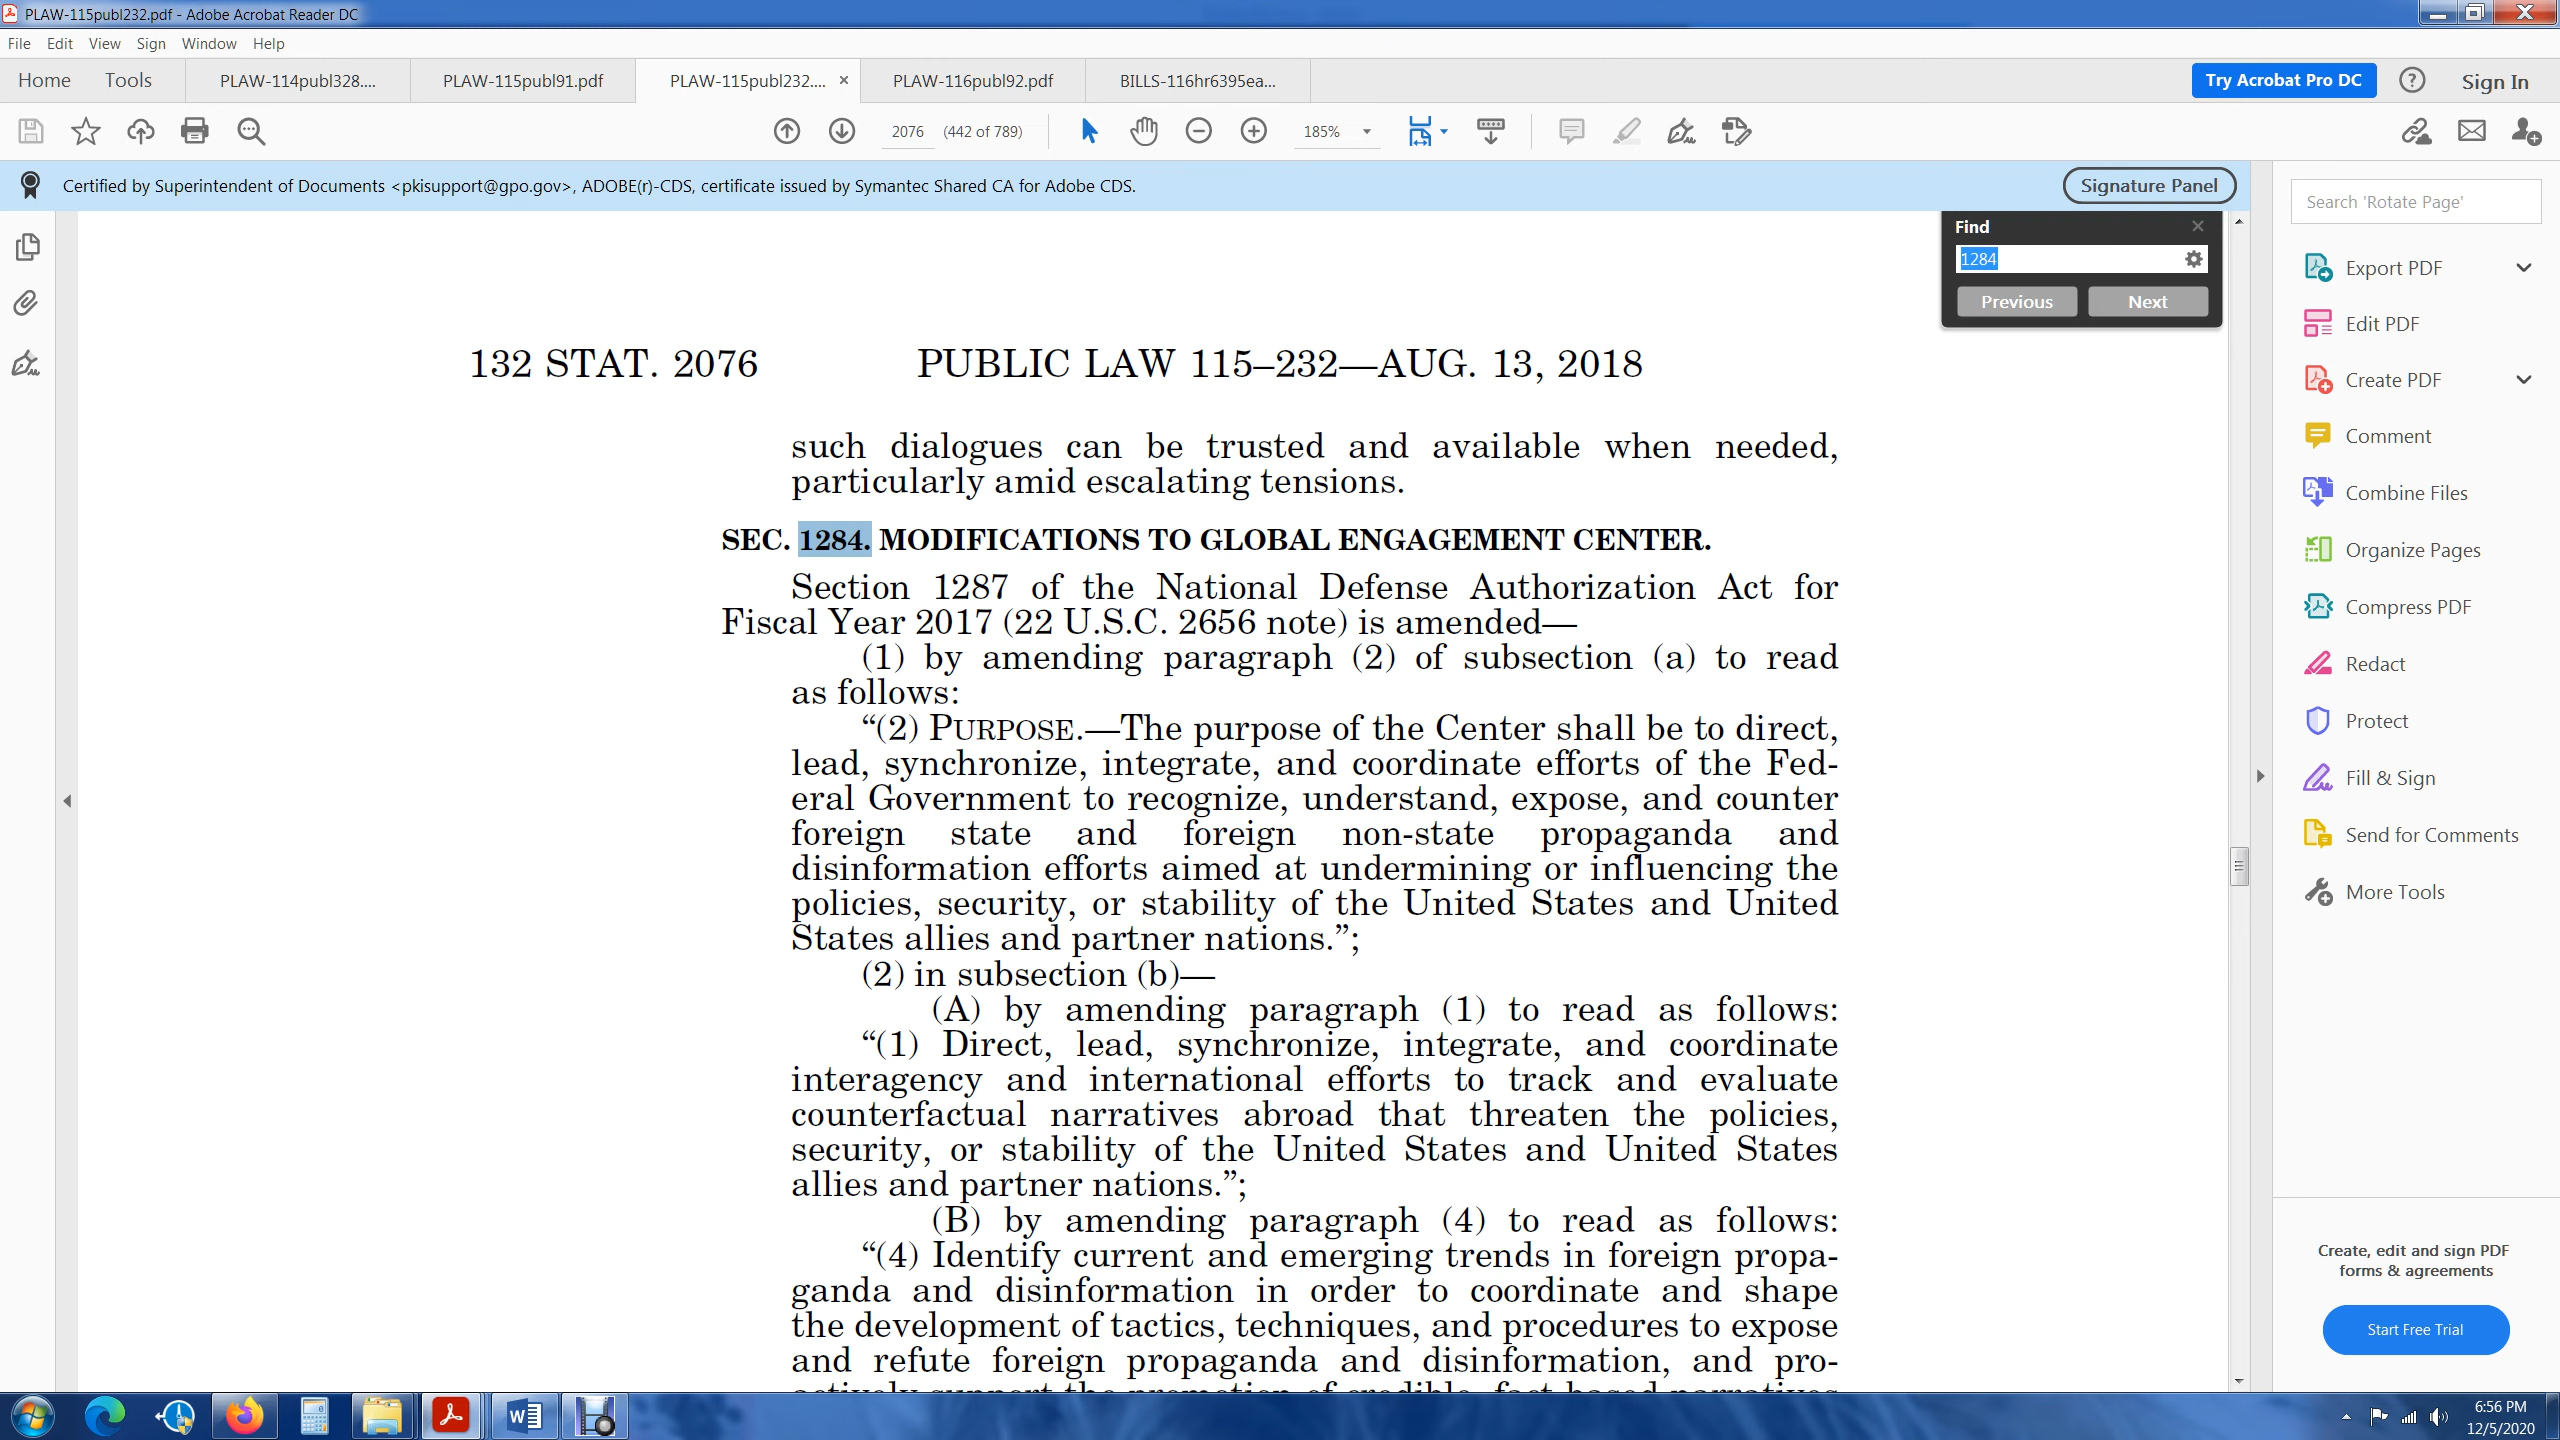 PLAW-115publ232.pdf - Adobe Acrobat Reader DC
File Edit View Sign Window Help
Home Tools PLAW-114publ328.... PLAW-115publ91.pdf PLAW-115publ232.... × PLAW-116publ92.pdf BILLS-116hr6395ea... Try Acrobat Pro DC ? Sign In
2076 (442 of 789) 185%
Certified by Superintendent of Documents <pkisupport@gpo.gov>, ADOBE(r)-CDS, certificate issued by Symantec Shared CA for Adobe CDS. Signature Panel
Find
1284
Previous Next
132 STAT. 2076 PUBLIC LAW 115–232—AUG. 13, 2018
such dialogues can be trusted and available when needed,
particularly amid escalating tensions.
SEC. 1284. MODIFICATIONS TO GLOBAL ENGAGEMENT CENTER.
Section 1287 of the National Defense Authorization Act for
Fiscal Year 2017 (22 U.S.C. 2656 note) is amended—
(1) by amending paragraph (2) of subsection (a) to read
as follows:
“(2) PURPOSE.—The purpose of the Center shall be to direct,
lead, synchronize, integrate, and coordinate efforts of the Fed-
eral Government to recognize, understand, expose, and counter
foreign state and foreign non-state propaganda and
disinformation efforts aimed at undermining or influencing the
policies, security, or stability of the United States and United
States allies and partner nations.”;
(2) in subsection (b)—
(A) by amending paragraph (1) to read as follows:
“(1) Direct, lead, synchronize, integrate, and coordinate
interagency and international efforts to track and evaluate
counterfactual narratives abroad that threaten the policies,
security, or stability of the United States and United States
allies and partner nations.”;
(B) by amending paragraph (4) to read as follows:
“(4) Identify current and emerging trends in foreign propa-
ganda and disinformation in order to coordinate and shape
the development of tactics, techniques, and procedures to expose
and refute foreign propaganda and disinformation, and pro-
actively support the promotion of credible, fact-based narratives
Search 'Rotate Page'
Export PDF
Edit PDF
Create PDF
Comment
Combine Files
Organize Pages
Compress PDF
Redact
Protect
Fill & Sign
Send for Comments
More Tools
Create, edit and sign PDF
forms & agreements
Start Free Trial
6:56 PM
12/5/2020